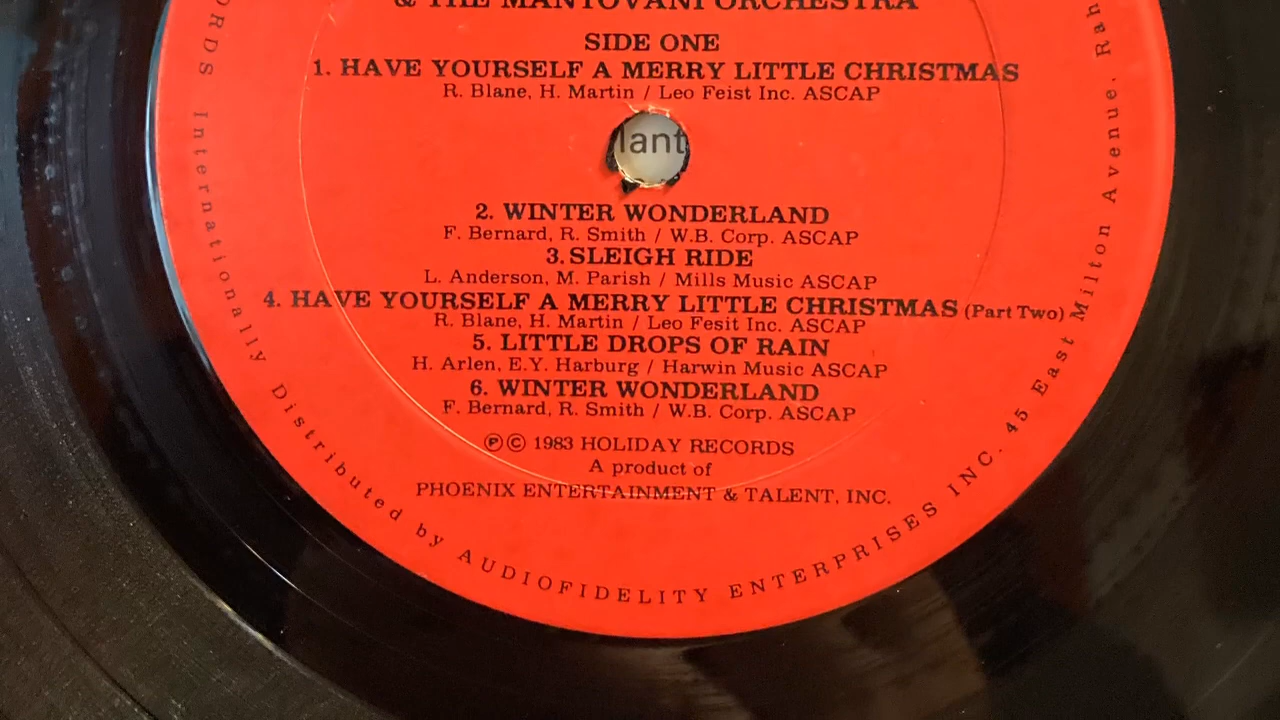 & THE MANTOVANI ORCHESTRA
SIDE ONE
1. HAVE YOURSELF A MERRY LITTLE CHRISTMAS
R. Blane, H. Martin / Leo Feist Inc. ASCAP
2. WINTER WONDERLAND
F. Bernard, R. Smith / W.B. Corp. ASCAP
3. SLEIGH RIDE
L. Anderson, M. Parish / Mills Music ASCAP
4. HAVE YOURSELF A MERRY LITTLE CHRISTMAS (Part Two)
R. Blane, H. Martin / Leo Fesit Inc. ASCAP
5. LITTLE DROPS OF RAIN
H. Arlen, E.Y. Harburg / Harwin Music ASCAP
6. WINTER WONDERLAND
F. Bernard, R. Smith / W.B. Corp. ASCAP
Ⓟ© 1983 HOLIDAY RECORDS
A product of
PHOENIX ENTERTAINMENT & TALENT, INC.
Internationally Distributed by AUDIOFIDELITY ENTERPRISES INC. 45 East Milton Avenue.